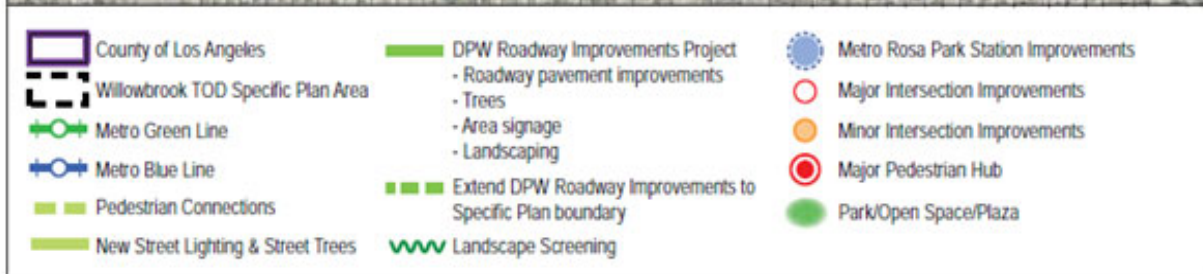 County of Los Angeles
Willowbrook TOD Specific Plan Area
Metro Green Line
Metro Blue Line
Pedestrian Connections
New Street Lighting & Street Trees
DPW Roadway Improvements Project
- Roadway pavement improvements
- Trees
- Area signage
- Landscaping
Extend DPW Roadway Improvements to
Specific Plan boundary
Landscape Screening
Metro Rosa Park Station Improvements
Major Intersection Improvements
Minor Intersection Improvements
Major Pedestrian Hub
Park/Open Space/Plaza